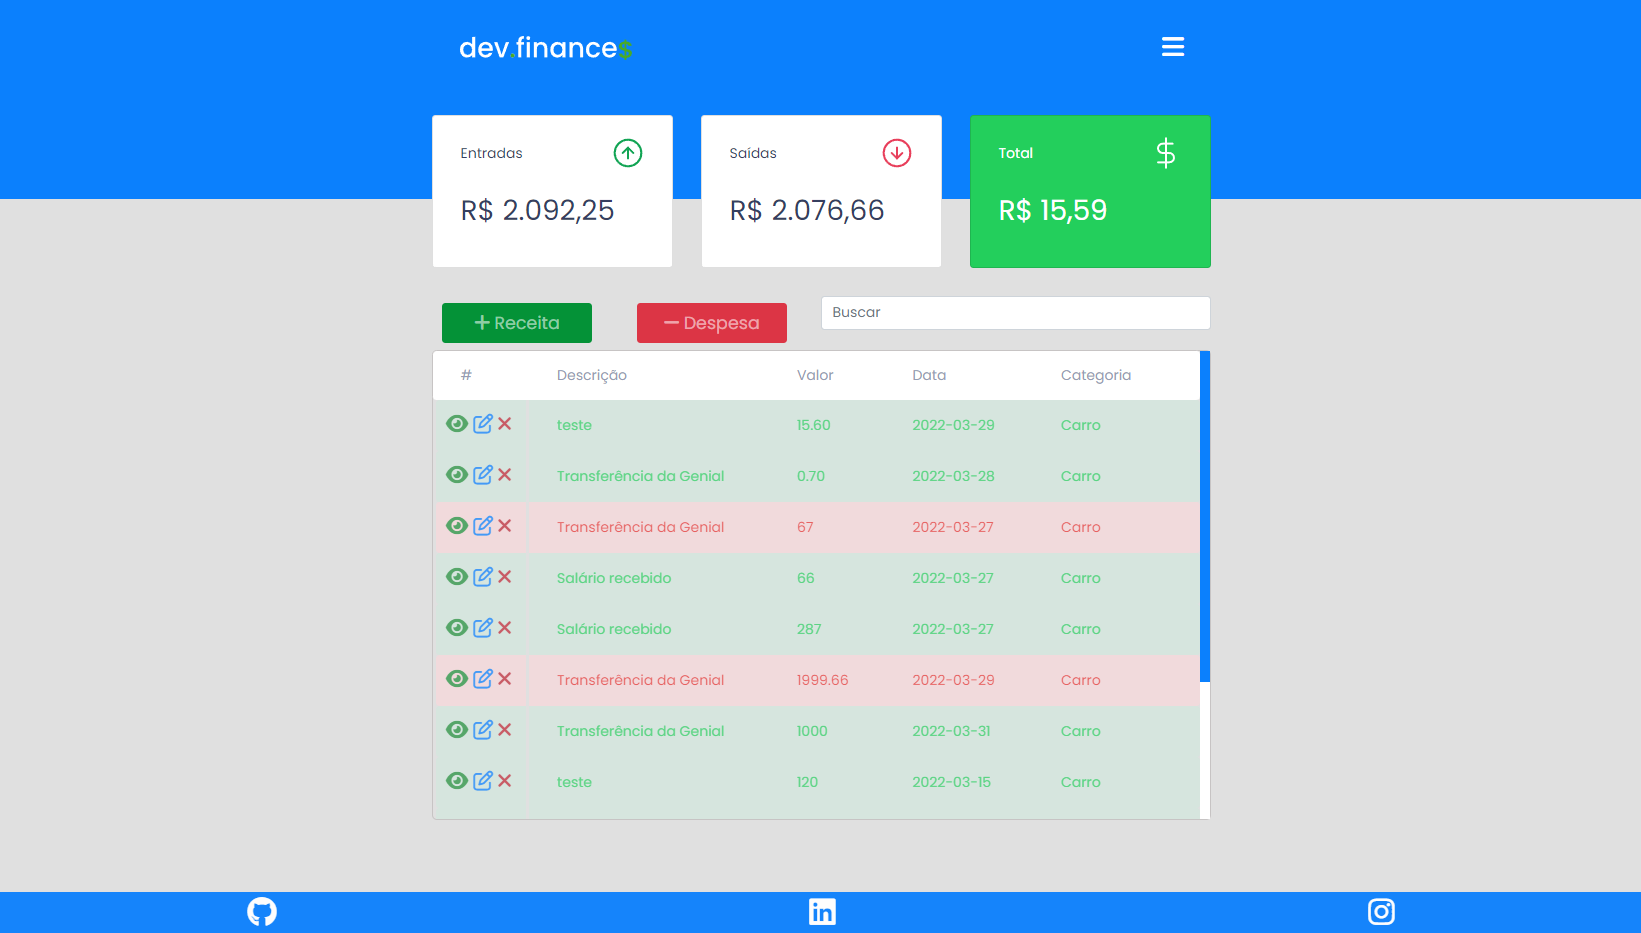 dev.finance$
Entradas
R$ 2.092,25
Saídas
R$ 2.076,66
Total
$
R$ 15,59
+ Receita
− Despesa
Buscar
# Descrição Valor Data Categoria
teste 15.60 2022-03-29 Carro
Transferência da Genial 0.70 2022-03-28 Carro
Transferência da Genial 67 2022-03-27 Carro
Salário recebido 66 2022-03-27 Carro
Salário recebido 287 2022-03-27 Carro
Transferência da Genial 1999.66 2022-03-29 Carro
Transferência da Genial 1000 2022-03-31 Carro
teste 120 2022-03-15 Carro
in